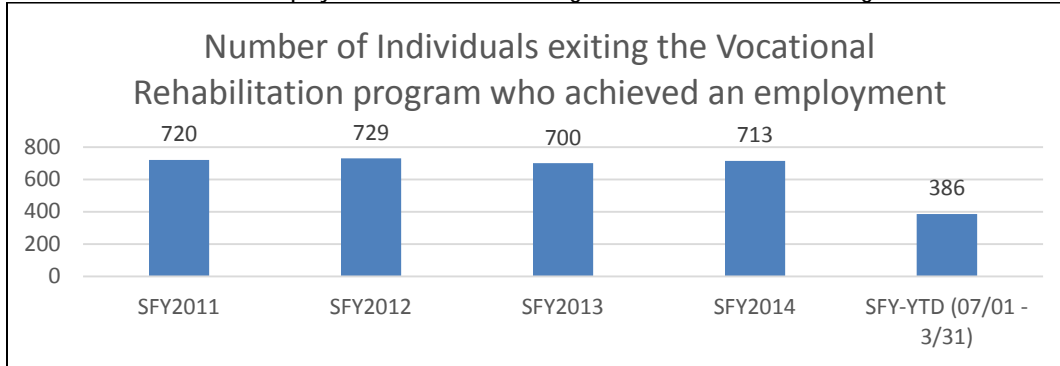 Number of Individuals exiting the Vocational
Rehabilitation program who achieved an employment
720
729
700
713
386
800
600
400
200
0
SFY2011
SFY2012
SFY2013
SFY2014
SFY-YTD (07/01 -
3/31)